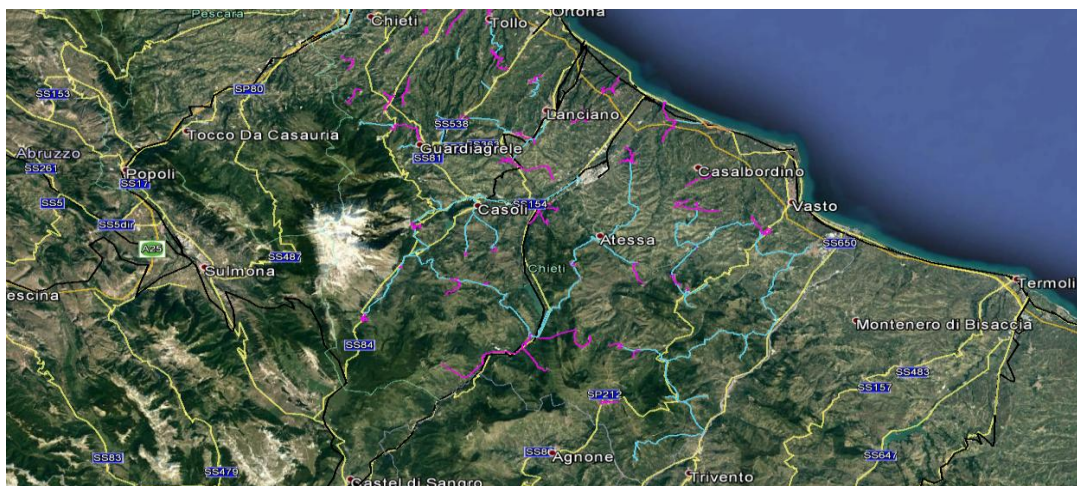 Pescara
Chieti
Tollo
Ortona
SP80
SS153
Lanciano
Tocco Da Casauria
SS538
Abruzzo
Guardiagrele
SS81
SS261
Popoli
SS17
Casalbordino
SS5
Casoli
SS154
Vasto
SS5dir
A25
Atessa
SS650
SS487
Sulmona
Chieti
Termoli
escina
Montenero di Bisaccia
SS84
SS483
SS157
SP212
SS83
SS479
SS8
Agnone
SS647
Castel di Sangro
Trivento